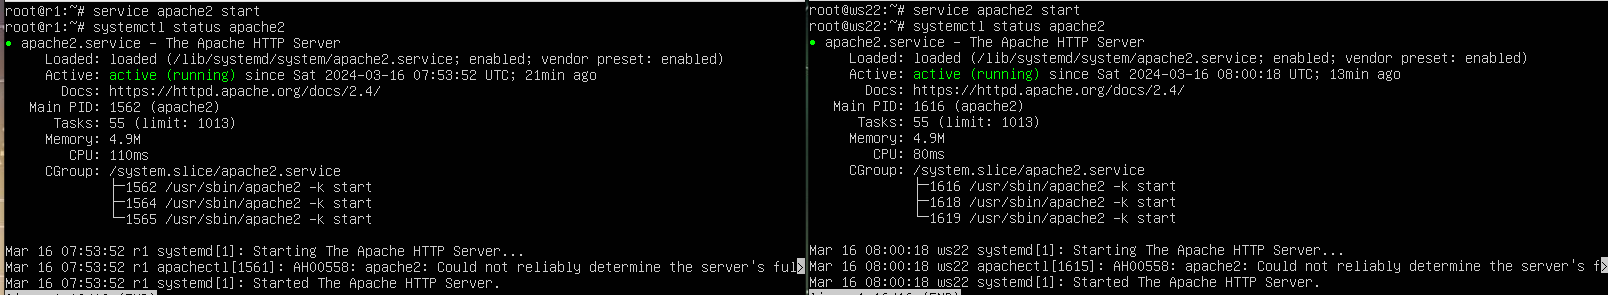 root@r1:~# service apache2 start
root@r1:~# systemctl status apache2
● apache2.service – The Apache HTTP Server
Loaded: loaded (/lib/systemd/system/apache2.service; enabled; vendor preset: enabled)
Active: active (running) since Sat 2024-03-16 07:53:52 UTC; 21min ago
Docs: https://httpd.apache.org/docs/2.4/
Main PID: 1562 (apache2)
Tasks: 55 (limit: 1013)
Memory: 4.9M
CPU: 110ms
CGroup: /system.slice/apache2.service
├─1562 /usr/sbin/apache2 -k start
├─1564 /usr/sbin/apache2 -k start
└─1565 /usr/sbin/apache2 -k start
Mar 16 07:53:52 r1 systemd[1]: Starting The Apache HTTP Server...
Mar 16 07:53:52 r1 apachectl[1561]: AH00558: apache2: Could not reliably determine the server's ful>
Mar 16 07:53:52 r1 systemd[1]: Started The Apache HTTP Server.
root@ws22:~# service apache2 start
root@ws22:~# systemctl status apache2
● apache2.service – The Apache HTTP Server
Loaded: loaded (/lib/systemd/system/apache2.service; enabled; vendor preset: enabled)
Active: active (running) since Sat 2024-03-16 08:00:18 UTC; 13min ago
Docs: https://httpd.apache.org/docs/2.4/
Main PID: 1616 (apache2)
Tasks: 55 (limit: 1013)
Memory: 4.9M
CPU: 80ms
CGroup: /system.slice/apache2.service
├─1616 /usr/sbin/apache2 -k start
├─1618 /usr/sbin/apache2 -k start
└─1619 /usr/sbin/apache2 -k start
Mar 16 08:00:18 ws22 systemd[1]: Starting The Apache HTTP Server...
Mar 16 08:00:18 ws22 apachectl[1615]: AH00558: apache2: Could not reliably determine the server's f>
Mar 16 08:00:18 ws22 systemd[1]: Started The Apache HTTP Server.